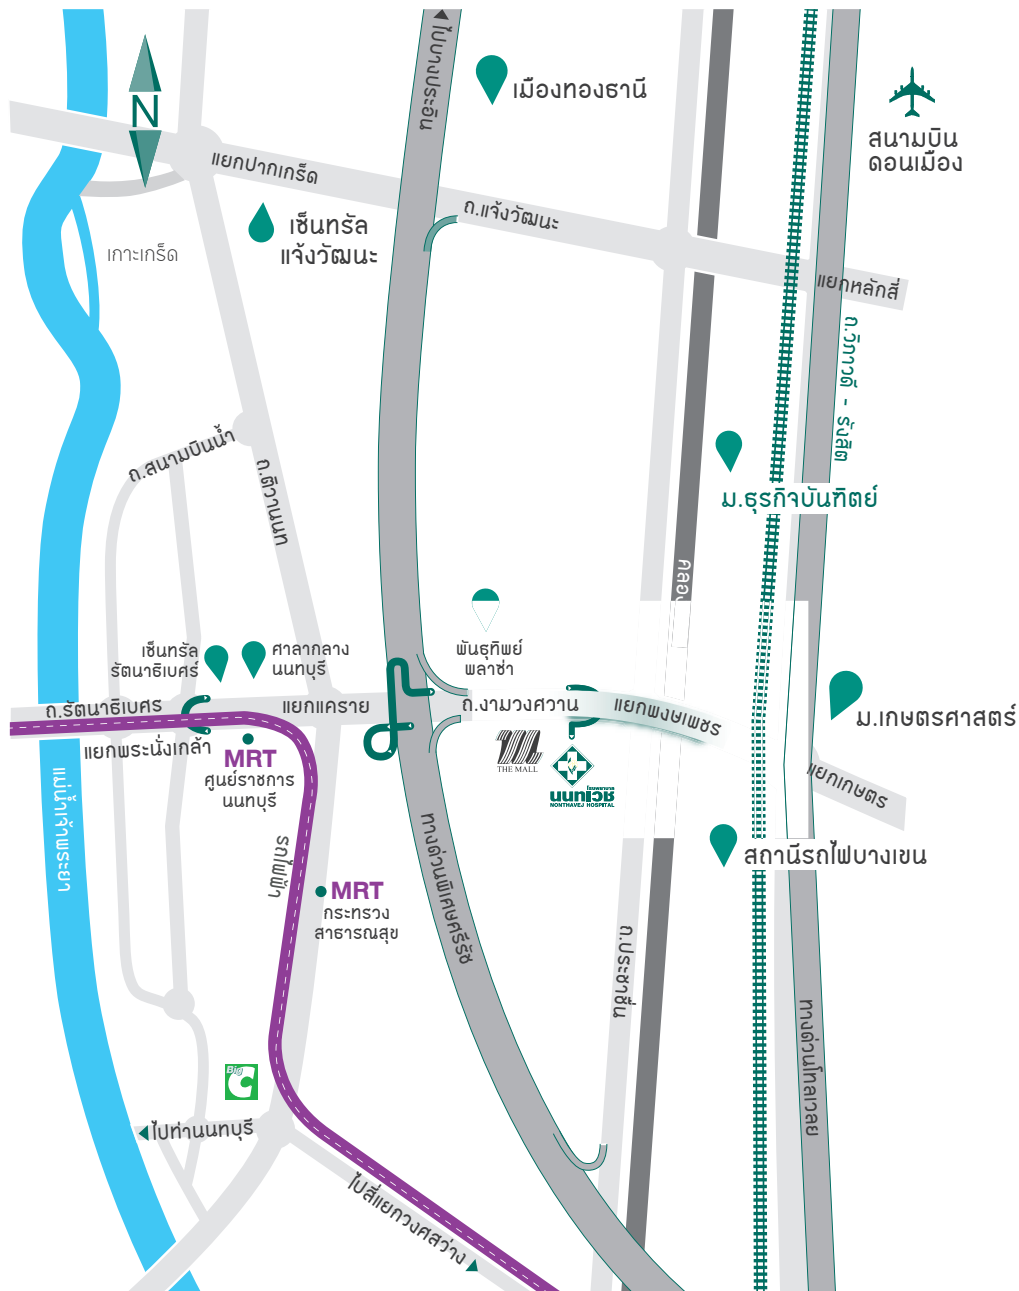 ไปบางปะอิน
เมืองทองธานี
N
สนามบิน
ดอนเมือง
แยกปากเกร็ด
ถ.แจ้งวัฒนะ
เซ็นทรัล
แจ้งวัฒนะ
เกาะเกร็ด
แยกหลักสี่
ถ.วิภาวดี - รังสิต
ถ.สนามบินน้ำ
ถ.ติวานนท
ม.ธุรกิจบันฑิตย์
คลอง
เซ็นทรัล
รัตนาธิเบศร์
ศาลากลาง
นนทบุรี
พันธุทิพย์
พลาซ่า
ถ.รัตนาธิเบศร
แยกแคราย
ถ.งามวงศวาน
แยกพงษเพชร
ม.เกษตรศาสตร์
แยกพระนั่งเกล้า
MRT
ศูนย์ราชการ
นนทบุรี
THE MALL
โรงพยาบาล
นนทเวช
NONTHAVEJ HOSPITAL
แยกเกษตร
แม่น้ำเจ้าพระยา
รถไฟฟ้า
ทางด่วนพิเศษศรีรัช
สถานีรถไฟบางเขน
MRT
กระทรวง
สาธารณสุข
ถ.ประชาชื่น
ทางด่วนโทลเวลย
Big
C
ไปท่านนทบุรี
ไปสี่แยกวงศสว่าง